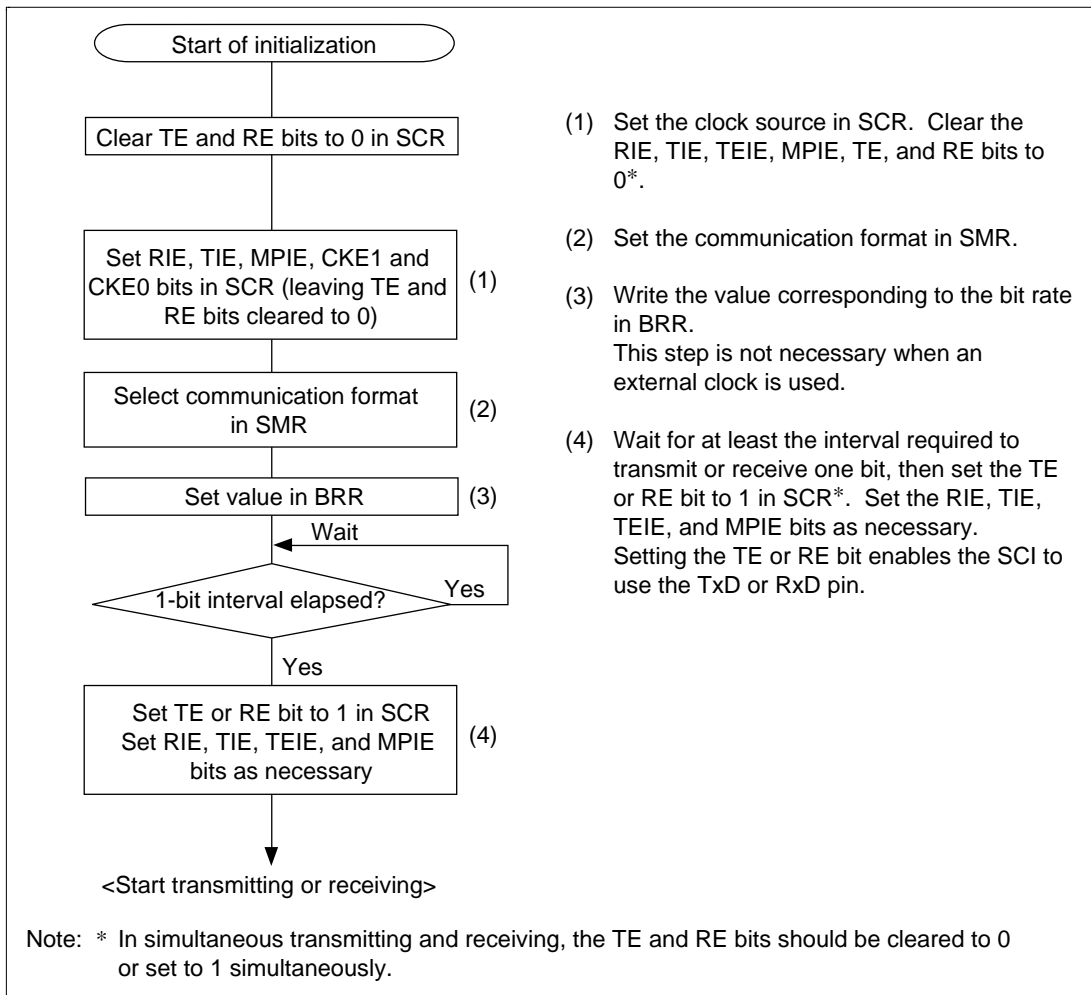 Start of initialization
Clear TE and RE bits to 0 in SCR
Set RIE, TIE, MPIE, CKE1 and
CKE0 bits in SCR (leaving TE and
RE bits cleared to 0)
(1)
Select communication format
in SMR
(2)
Set value in BRR
(3)
Wait
1-bit interval elapsed?
Yes
Yes
Set TE or RE bit to 1 in SCR
Set RIE, TIE, TEIE, and MPIE
bits as necessary
(4)
<Start transmitting or receiving>
(1) Set the clock source in SCR. Clear the
RIE, TIE, TEIE, MPIE, TE, and RE bits to
0*.
(2) Set the communication format in SMR.
(3) Write the value corresponding to the bit rate
in BRR.
This step is not necessary when an
external clock is used.
(4) Wait for at least the interval required to
transmit or receive one bit, then set the TE
or RE bit to 1 in SCR*. Set the RIE, TIE,
TEIE, and MPIE bits as necessary.
Setting the TE or RE bit enables the SCI to
use the TxD or RxD pin.
Note: * In simultaneous transmitting and receiving, the TE and RE bits should be cleared to 0
or set to 1 simultaneously.